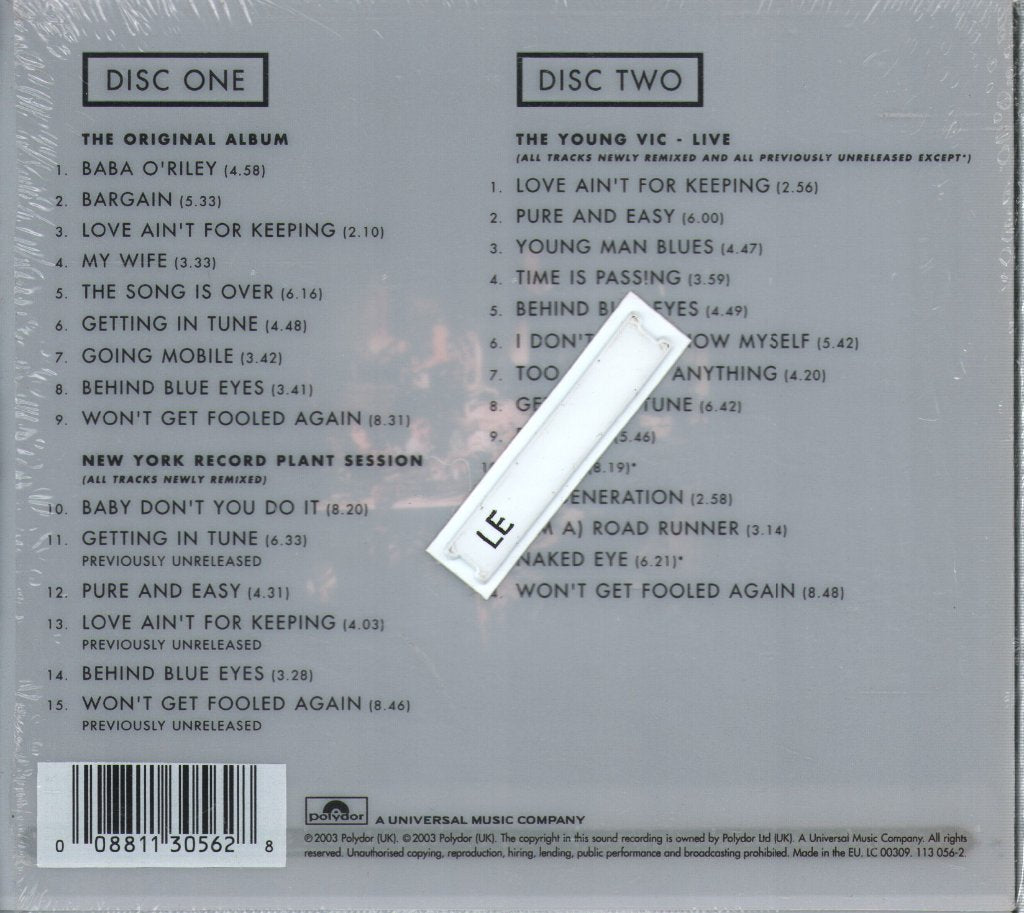 DISC ONE
THE ORIGINAL ALBUM
1. BABA O'RILEY (4.58)
2. BARGAIN (5.33)
3. LOVE AIN'T FOR KEEPING (2.10)
4. MY WIFE (3.33)
5. THE SONG IS OVER (6.16)
6. GETTING IN TUNE (4.48)
7. GOING MOBILE (3.42)
8. BEHIND BLUE EYES (3.41)
9. WON'T GET FOOLED AGAIN (8.31)
NEW YORK RECORD PLANT SESSION
(ALL TRACKS NEWLY REMIXED)
10. BABY DON'T YOU DO IT (8.20)
11. GETTING IN TUNE (6.33)
PREVIOUSLY UNRELEASED
12. PURE AND EASY (4.31)
13. LOVE AIN'T FOR KEEPING (4.03)
PREVIOUSLY UNRELEASED
14. BEHIND BLUE EYES (3.28)
15. WON'T GET FOOLED AGAIN (8.46)
PREVIOUSLY UNRELEASED
DISC TWO
THE YOUNG VIC - LIVE
(ALL TRACKS NEWLY REMIXED AND ALL PREVIOUSLY UNRELEASED EXCEPT*)
1. LOVE AIN'T FOR KEEPING (2.56)
2. PURE AND EASY (6.00)
3. YOUNG MAN BLUES (4.47)
4. TIME IS PASSING (3.59)
5. BEHIND EYES (4.49)
6. I DON'T MYSELF (5.42)
7. TOO ANYTHING (4.20)
8. TUNE (6.42)
9. (5.46)
(8.19)*
(2.58)
A) ROAD RUNNER (3.14)
NAKED EYE (6.21)*
WON'T GET FOOLED AGAIN (8.48)
LE
0 08811 30562 8
polydor A UNIVERSAL MUSIC COMPANY
℗ 2003 Polydor (UK). © 2003 Polydor (UK). The copyright in this sound recording is owned by Polydor Ltd (UK). A Universal Music Company. All rights
reserved. Unauthorised copying, reproduction, hiring, lending, public performance and broadcasting prohibited. Made in the EU. LC 00309. 113 056-2.